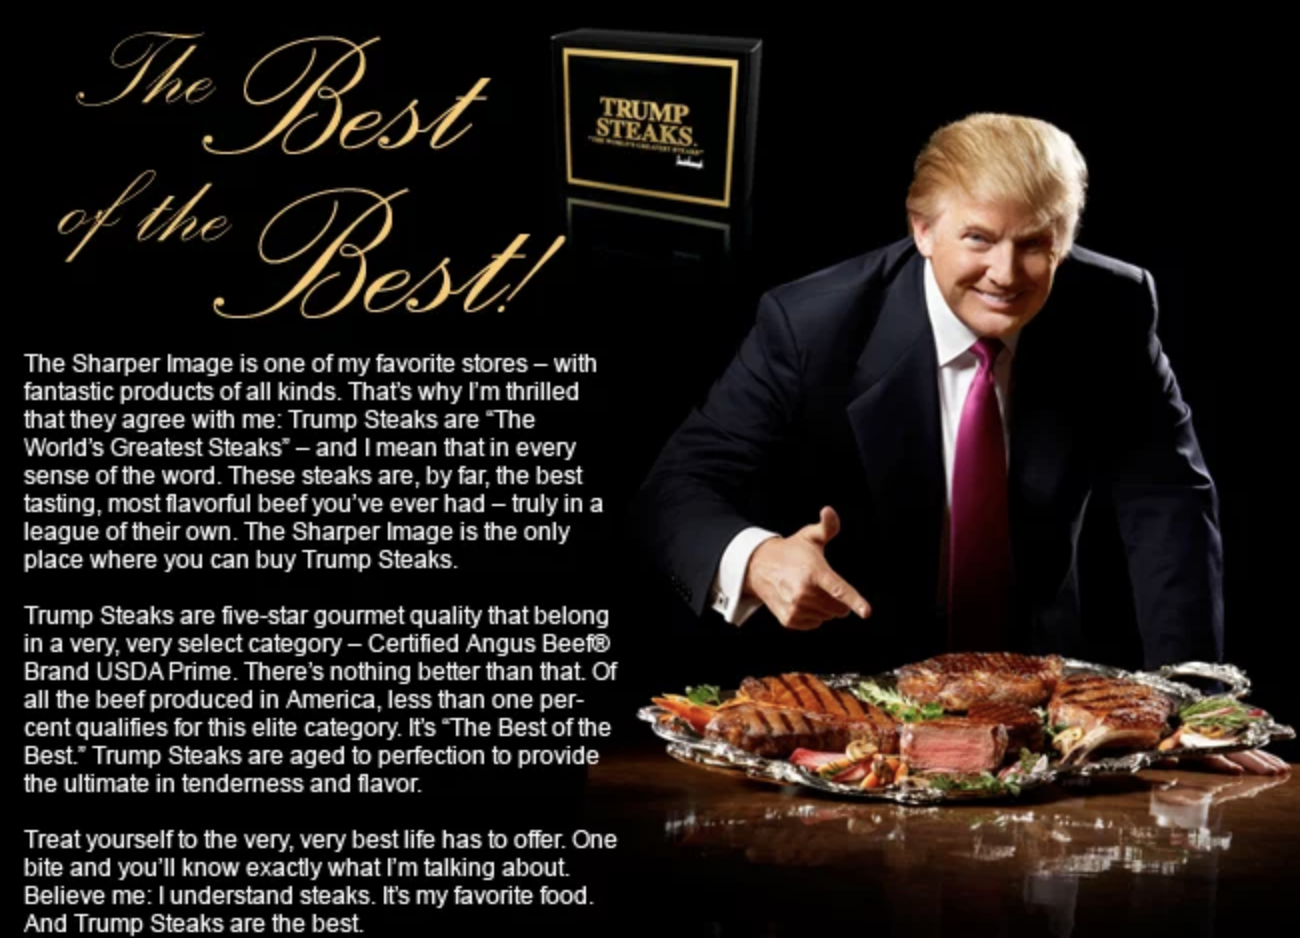 The Best
of the Best!
TRUMP
STEAKS.
"THE WORLD'S GREATEST STEAKS"
The Sharper Image is one of my favorite stores – with
fantastic products of all kinds. That's why I'm thrilled
that they agree with me: Trump Steaks are “The
World's Greatest Steaks” – and I mean that in every
sense of the word. These steaks are, by far, the best
tasting, most flavorful beef you've ever had – truly in a
league of their own. The Sharper Image is the only
place where you can buy Trump Steaks.
Trump Steaks are five-star gourmet quality that belong
in a very, very select category – Certified Angus Beef®
Brand USDA Prime. There's nothing better than that. Of
all the beef produced in America, less than one per-
cent qualifies for this elite category. It's “The Best of the
Best.” Trump Steaks are aged to perfection to provide
the ultimate in tenderness and flavor.
Treat yourself to the very, very best life has to offer. One
bite and you'll know exactly what I'm talking about.
Believe me: I understand steaks. It's my favorite food.
And Trump Steaks are the best.